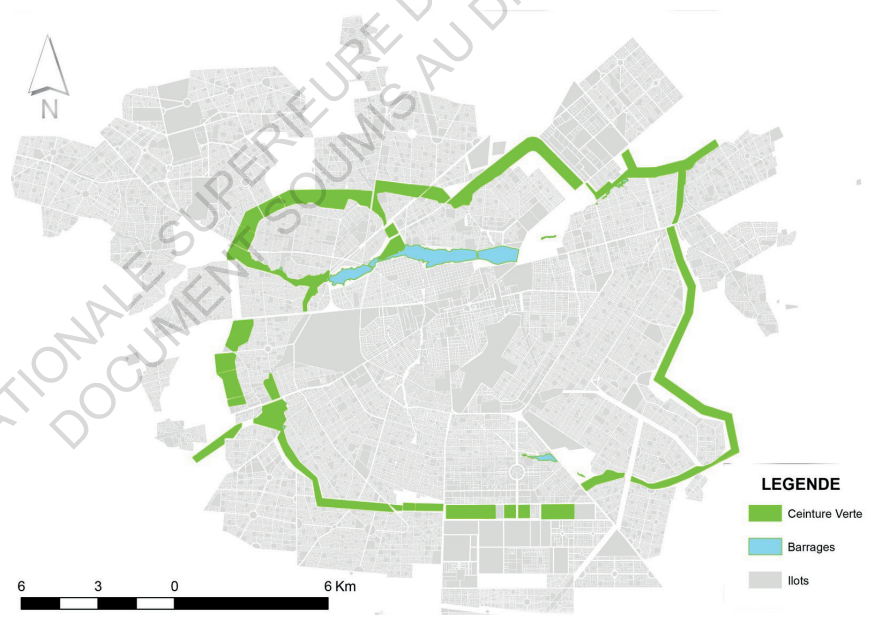 ATIONALE SUPERIEURE D
DOCUMENT SOUMIS AU D
N
6 3 0 6 Km
LEGENDE
Ceinture Verte
Barrages
Ilots